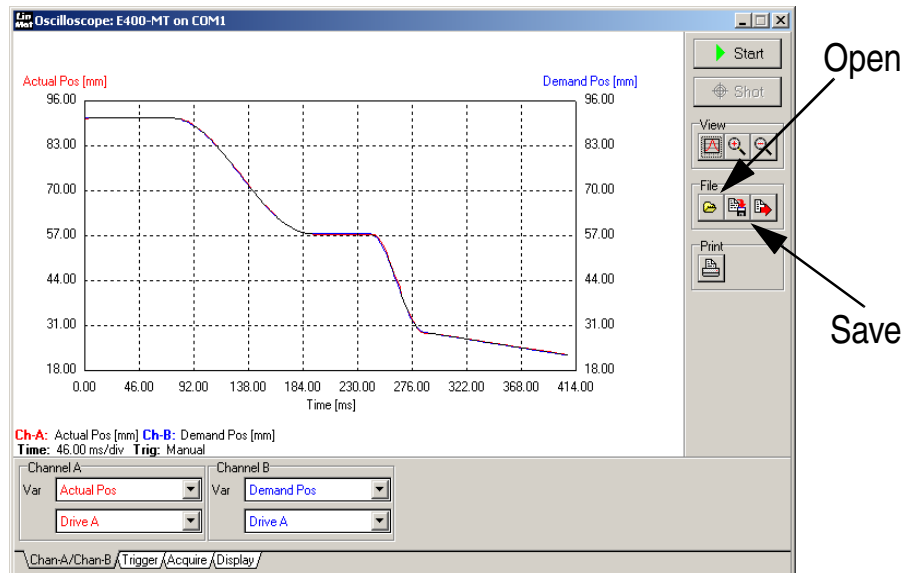 Lin Mot Oscilloscope: E400-MT on COM1
Start
Open
Actual Pos [mm] Demand Pos [mm]
Shot
96.00 96.00
View
83.00 83.00
70.00 70.00
File
57.00 57.00
Print
44.00 44.00
31.00 31.00
Save
18.00 18.00
0.00 46.00 92.00 138.00 184.00 230.00 276.00 322.00 368.00 414.00
Time [ms]
Ch-A: Actual Pos [mm] Ch-B: Demand Pos [mm]
Time: 46.00 ms/div Trig: Manual
Channel A Channel B
Var Actual Pos Var Demand Pos
Drive A Drive A
Chan-A/Chan-B Trigger Acquire Display